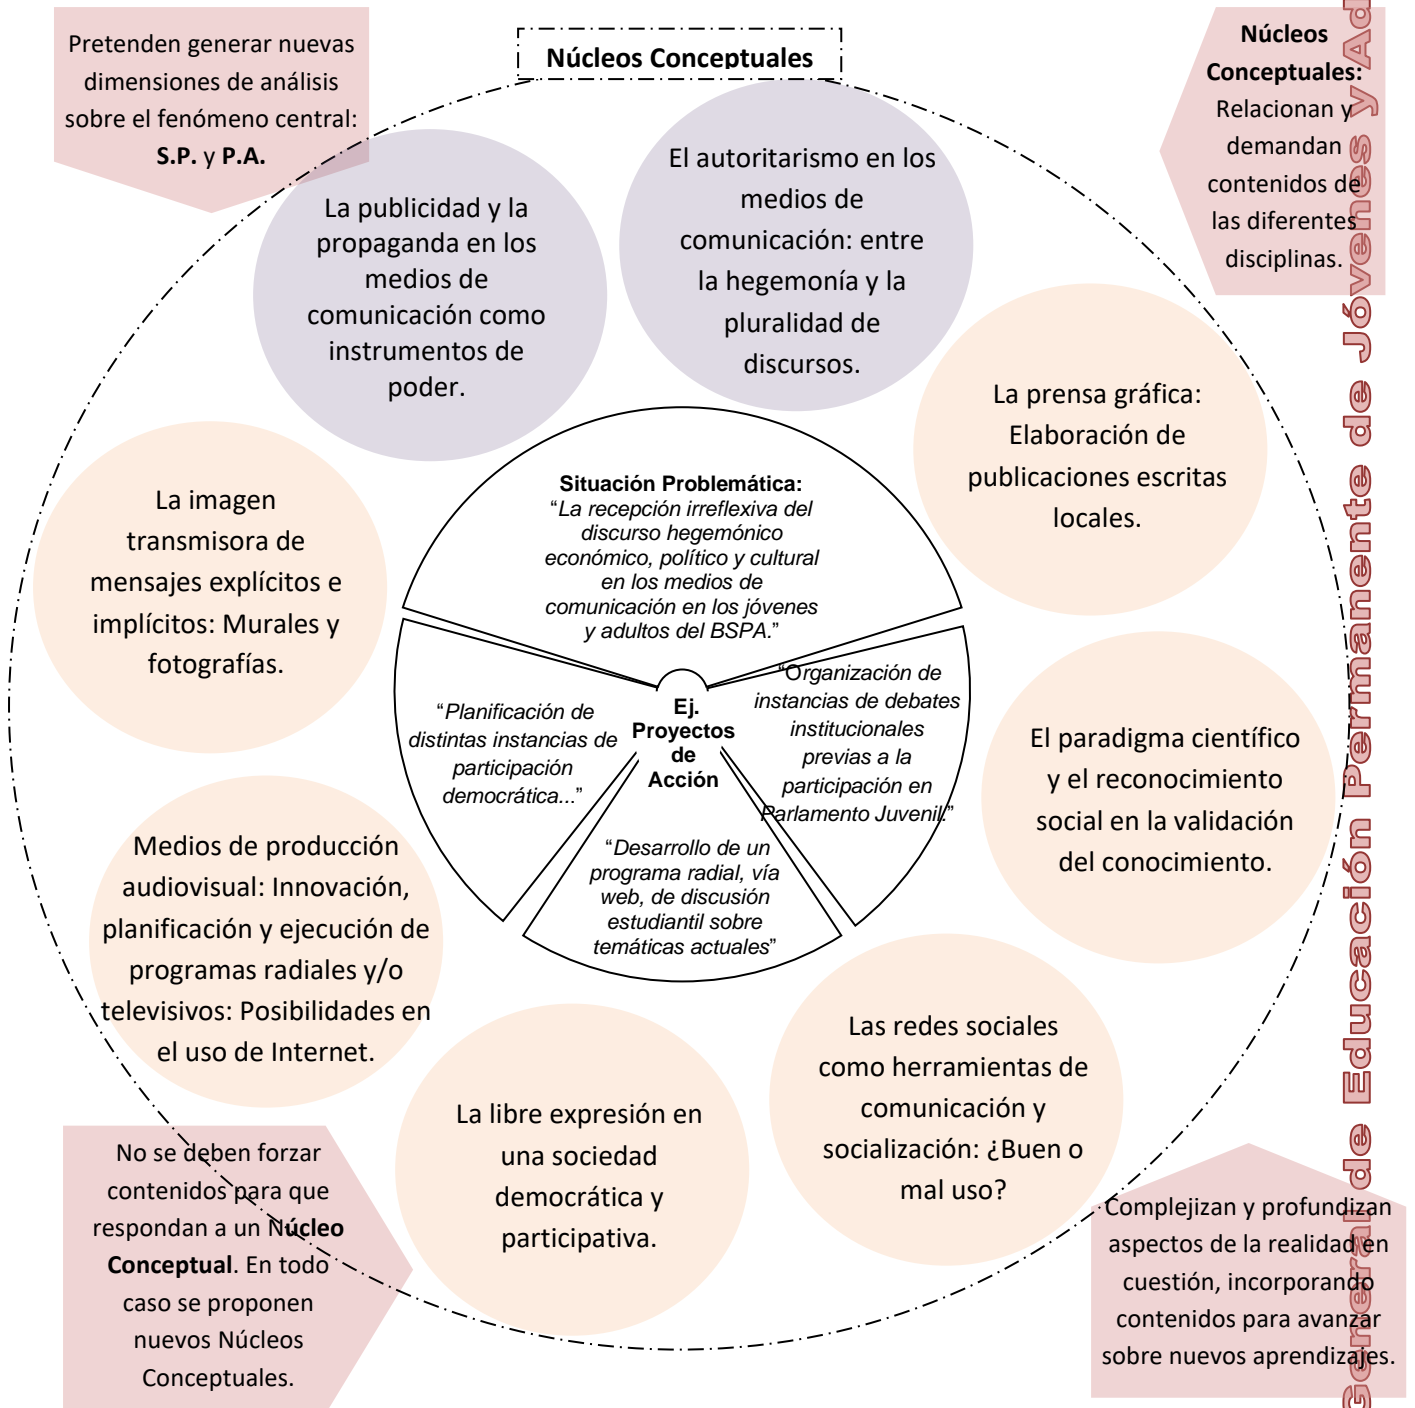 Pretenden generar nuevas
dimensiones de análisis
sobre el fenómeno central:
S.P. y P.A.
Núcleos Conceptuales
Núcleos
Conceptuales:
Relacionan y
demandan
contenidos de
las diferentes
disciplinas.
La publicidad y la
propaganda en los
medios de
comunicación como
instrumentos de
poder.
El autoritarismo en los
medios de
comunicación: entre
la hegemonía y la
pluralidad de
discursos.
La prensa gráfica:
Elaboración de
publicaciones escritas
locales.
La imagen
transmisora de
mensajes explícitos e
implícitos: Murales y
fotografías.
Situación Problemática:
“La recepción irreflexiva del
discurso hegemónico
económico, político y cultural
en los medios de
comunicación en los jóvenes
y adultos del BSPA.”
“Planificación de
distintas instancias de
participación
democrática...”
Ej.
Proyectos
de
Acción
“Organización de
instancias de debates
institucionales
previas a la
participación en
Parlamento Juvenil.”
“Desarrollo de un
programa radial, vía
web, de discusión
estudiantil sobre
temáticas actuales”
El paradigma científico
y el reconocimiento
social en la validación
del conocimiento.
Medios de producción
audiovisual: Innovación,
planificación y ejecución de
programas radiales y/o
televisivos: Posibilidades en
el uso de Internet.
Las redes sociales
como herramientas de
comunicación y
socialización: ¿Buen o
mal uso?
La libre expresión en
una sociedad
democrática y
participativa.
No se deben forzar
contenidos para que
respondan a un Núcleo
Conceptual. En todo
caso se proponen
nuevos Núcleos
Conceptuales.
Complejizan y profundizan
aspectos de la realidad en
cuestión, incorporando
contenidos para avanzar
sobre nuevos aprendizajes.
General de Educación Permanente de Jóvenes y Ad